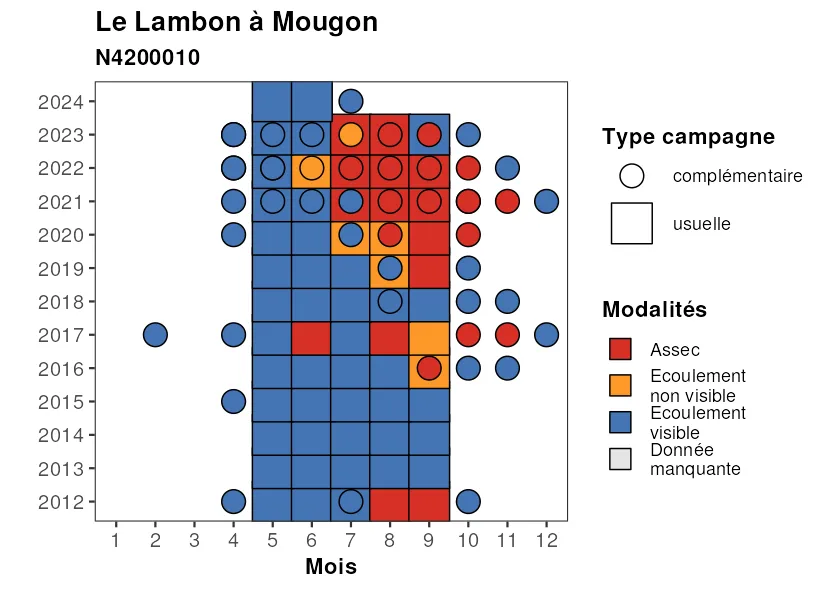 Le Lambon à Mougon
N4200010
2024
2023
2022
2021
2020
2019
2018
2017
2016
2015
2014
2013
2012
1 2 3 4 5 6 7 8 9 10 11 12
Mois
Type campagne
complémentaire
usuelle
Modalités
Assec
Ecoulement
non visible
Ecoulement
visible
Donnée
manquante